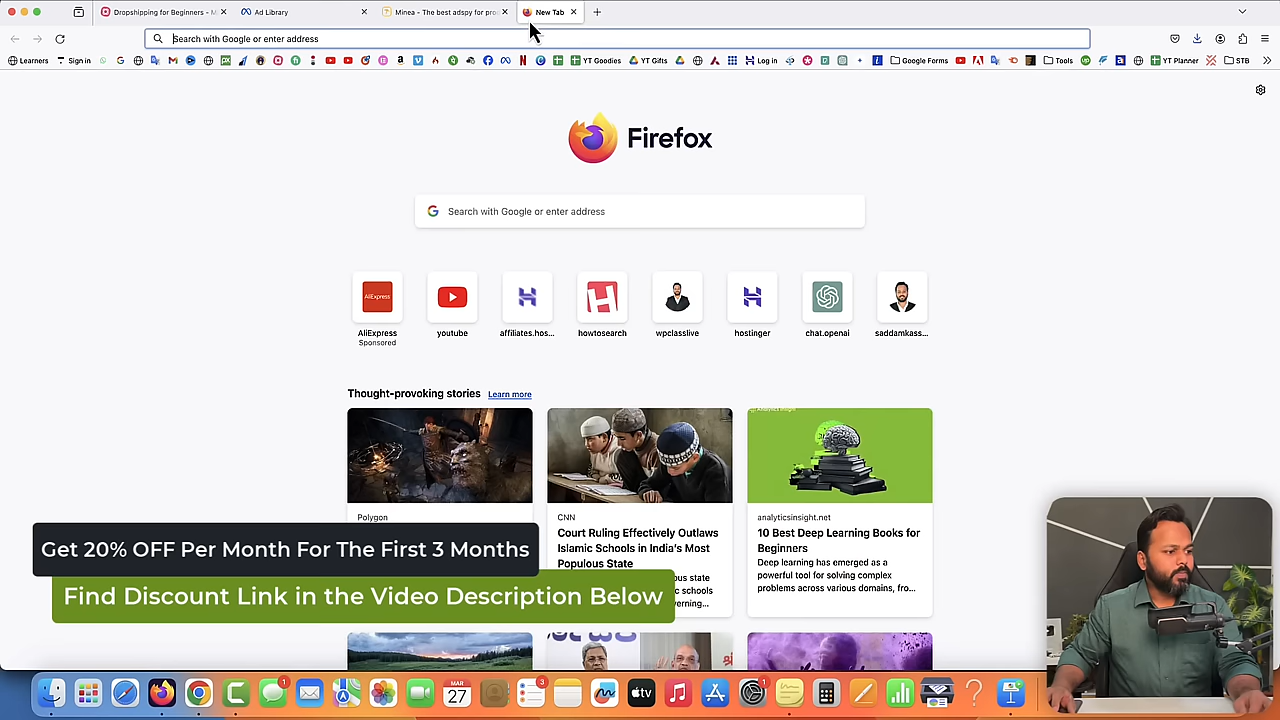 Dropshipping for Beginners - M
Ad Library
Minea - The best adspy for pro
New Tab
Search with Google or enter address
Learners
Sign in
YT Goodies
YT Gifts
Log in
Google Forms
Tools
YT Planner
STB
Firefox
Search with Google or enter address
AliExpress
AliExpress
Sponsored
youtube
affiliates.hos...
howtosearch
wpclasslive
hostinger
chat.openai
saddamkass...
Thought-provoking stories Learn more
Polygon
CNN
Court Ruling Effectively Outlaws
Islamic Schools in India's Most
Populous State
analyticsinsight.net
10 Best Deep Learning Books for
Beginners
Deep learning has emerged as a
powerful tool for solving complex
problems across various domains, fro...
Get 20% OFF Per Month For The First 3 Months
Find Discount Link in the Video Description Below
MAR
27
1
3
tv
1